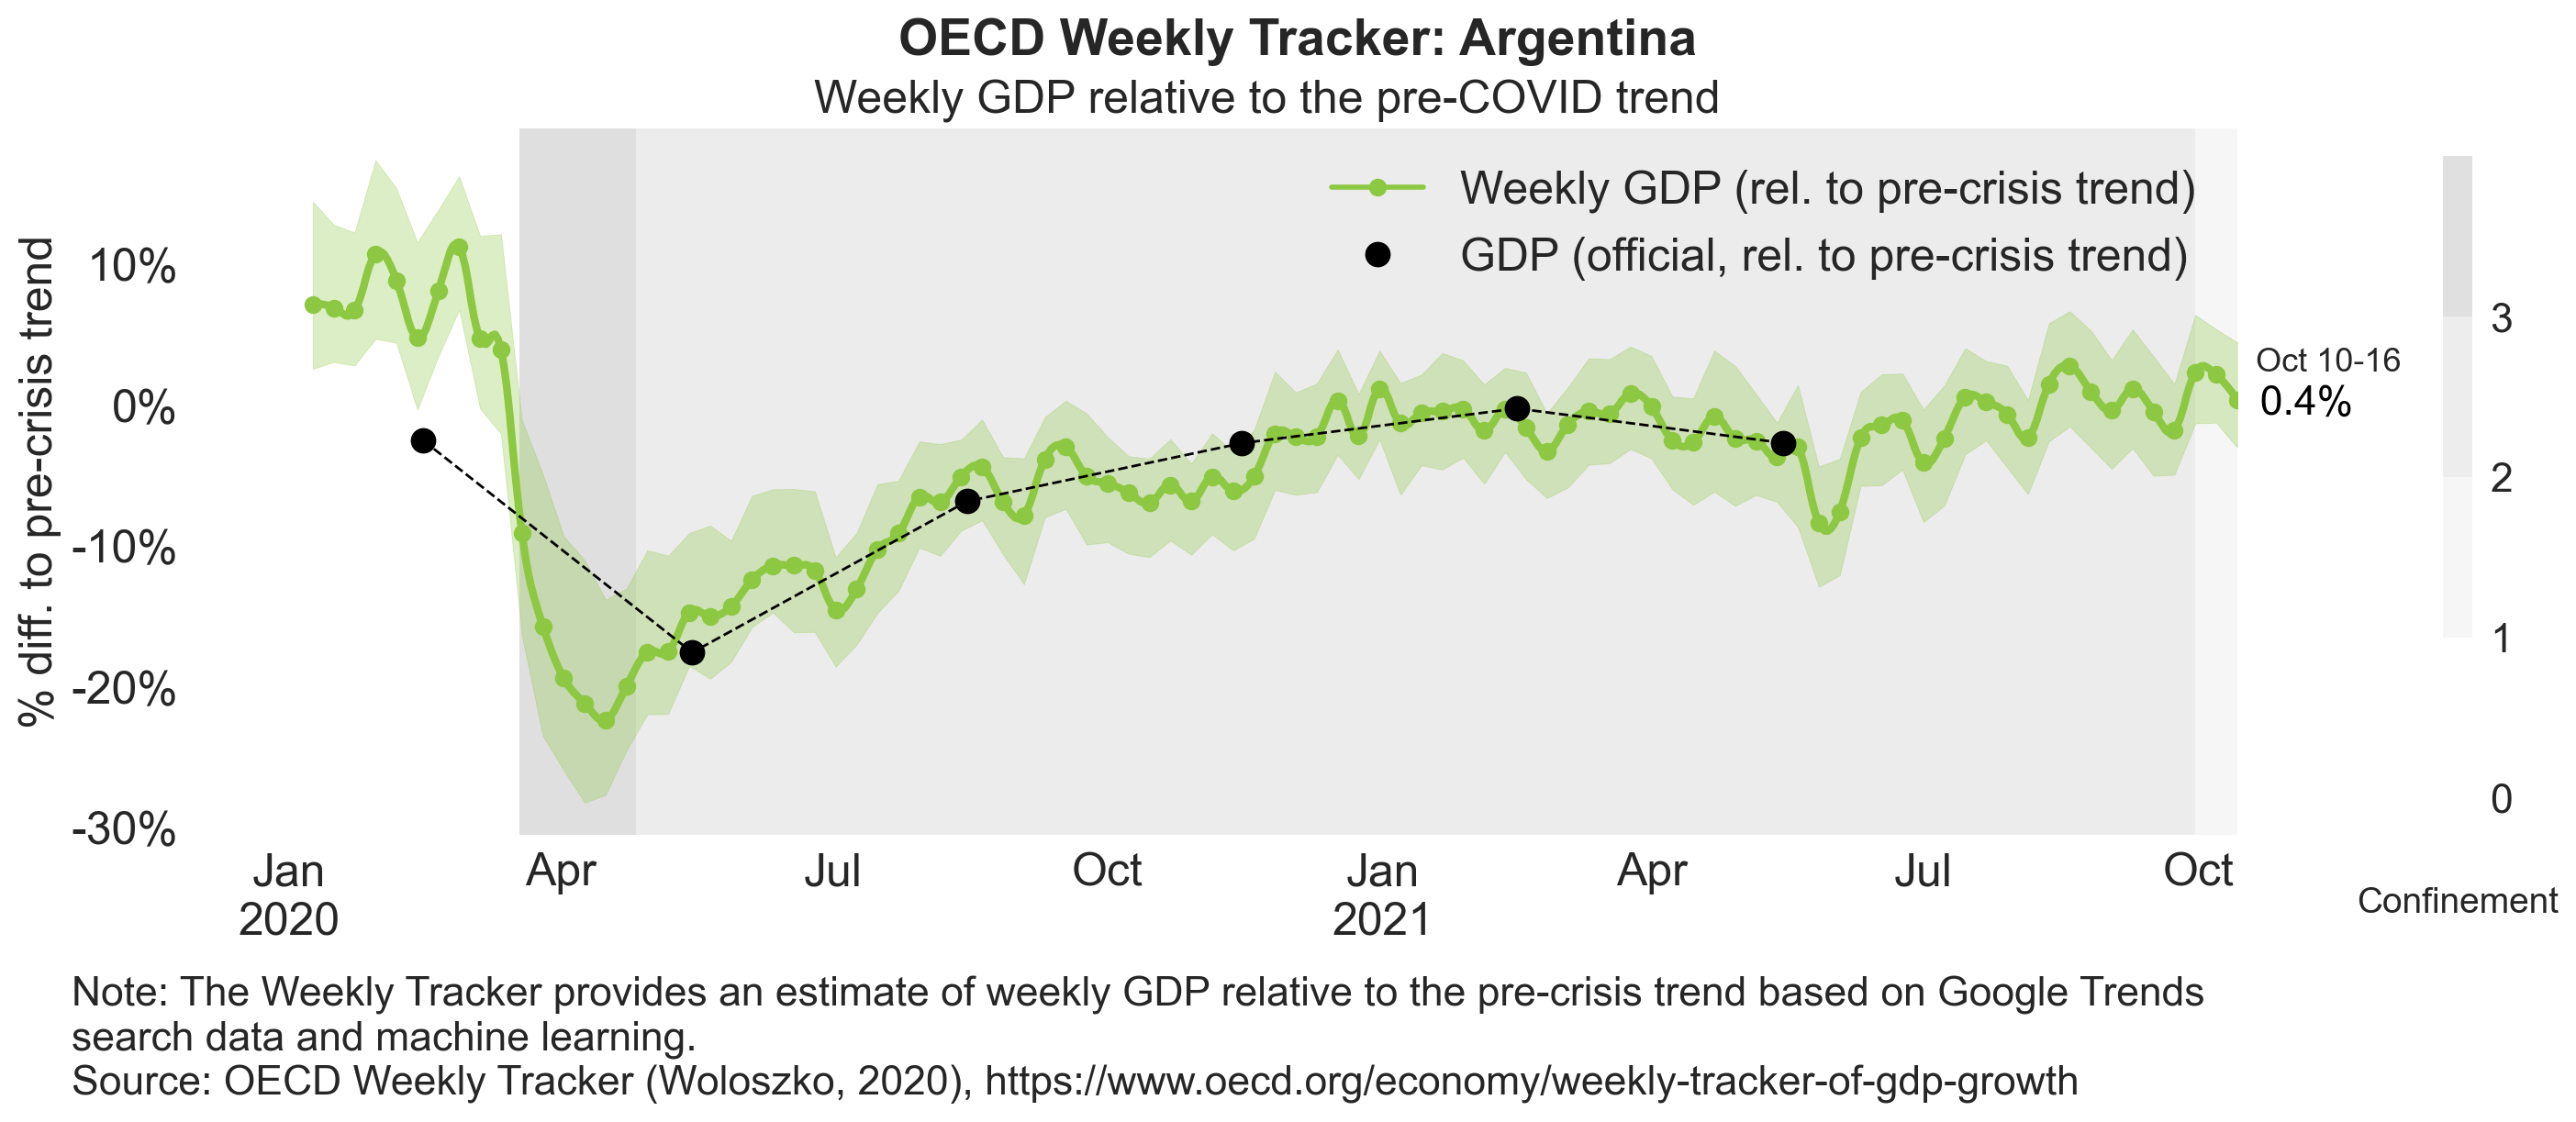 OECD Weekly Tracker: Argentina
Weekly GDP relative to the pre-COVID trend
Weekly GDP (rel. to pre-crisis trend)
GDP (official, rel. to pre-crisis trend)
% diff. to pre-crisis trend
10%
0%
-10%
-20%
-30%
Oct 10-16
0.4%
3
2
1
0
Confinement
Jan Apr Jul Oct Jan Apr Jul Oct
2020 2021
Note: The Weekly Tracker provides an estimate of weekly GDP relative to the pre-crisis trend based on Google Trends
search data and machine learning.
Source: OECD Weekly Tracker (Woloszko, 2020), https://www.oecd.org/economy/weekly-tracker-of-gdp-growth